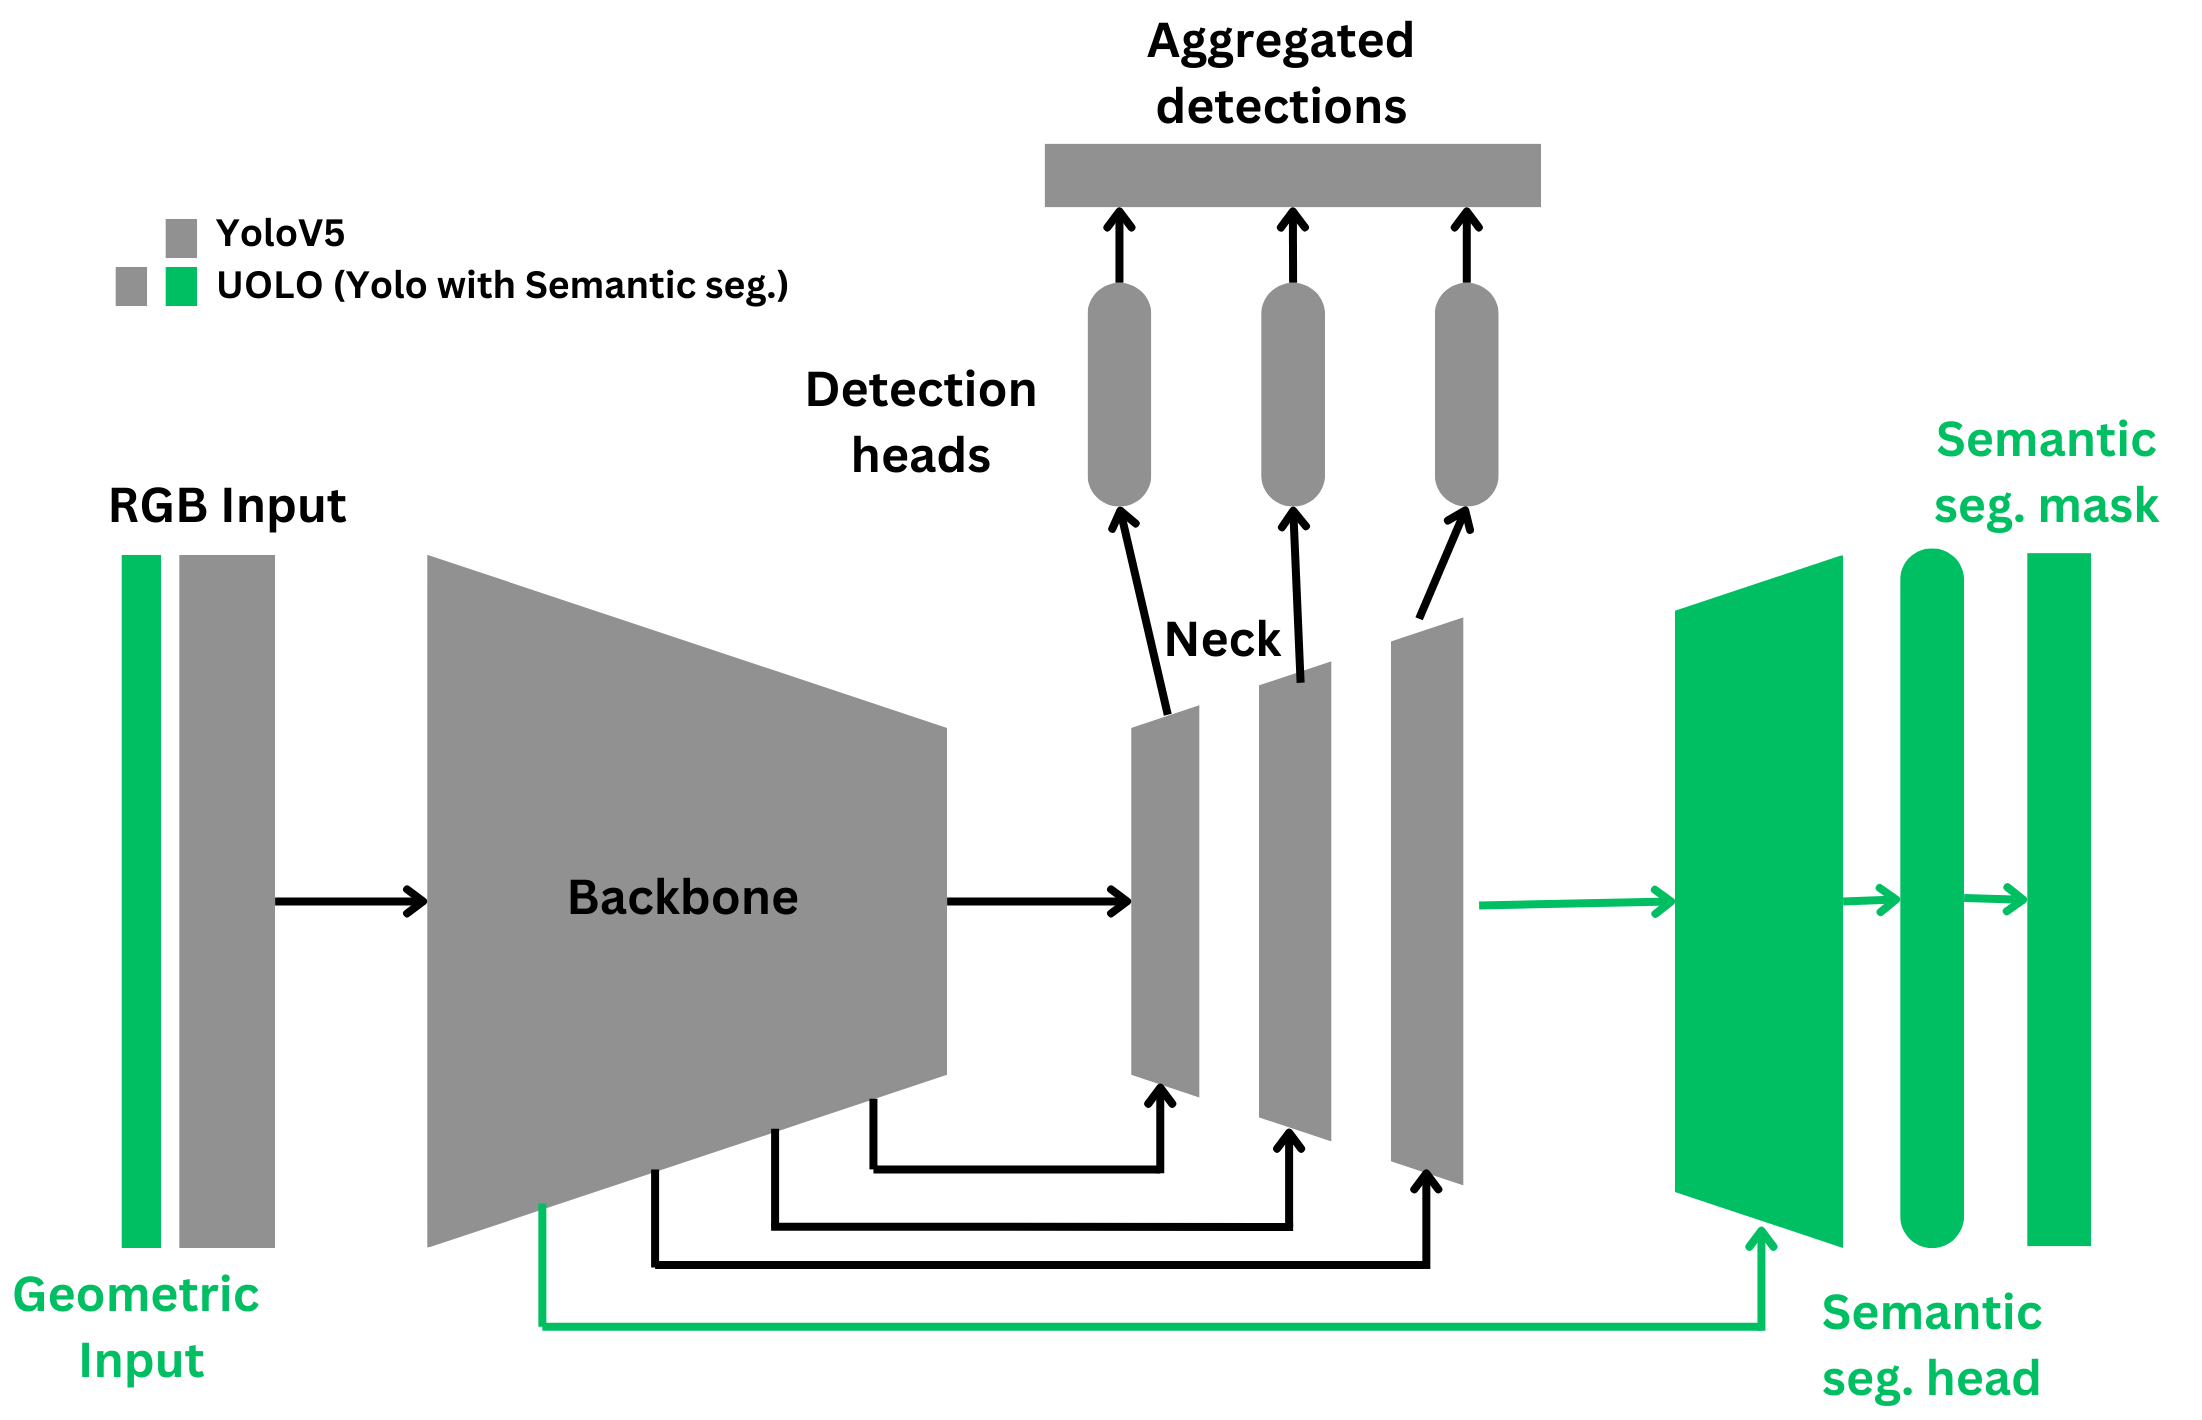 Aggregated
detections
YoloV5
UOLO (Yolo with Semantic seg.)
Detection
heads
Semantic
seg. mask
RGB Input
Neck
Backbone
Geometric
Input
Semantic
seg. head